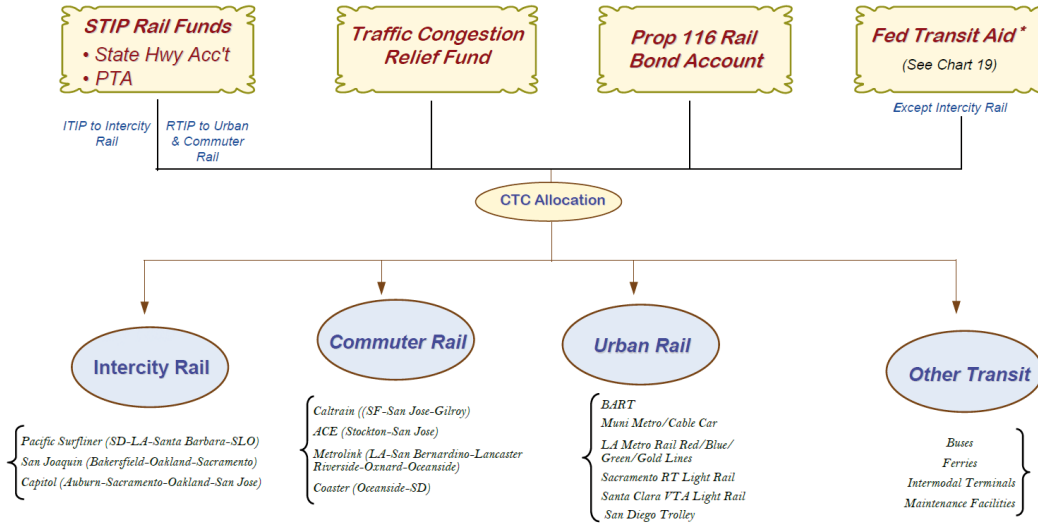 STIP Rail Funds
• State Hwy Acc't
• PTA
Traffic Congestion
Relief Fund
Prop 116 Rail
Bond Account
Fed Transit Aid *
(See Chart 19)
ITIP to Intercity
Rail
RTIP to Urban
& Commuter
Rail
Except Intercity Rail
CTC Allocation
Intercity Rail
Commuter Rail
Urban Rail
Other Transit
Pacific Surfliner (SD-LA-Santa Barbara-SLO)
San Joaquin (Bakersfield-Oakland-Sacramento)
Capitol (Auburn-Sacramento-Oakland-San Jose)
Caltrain ((SF-San Jose-Gilroy)
ACE (Stockton-San Jose)
Metrolink (LA-San Bernardino-Lancaster
Riverside-Oxnard-Oceanside)
Coaster (Oceanside-SD)
BART
Muni Metro/Cable Car
LA Metro Rail Red/Blue/
Green/Gold Lines
Sacramento RT Light Rail
Santa Clara VTA Light Rail
San Diego Trolley
Buses
Ferries
Intermodal Terminals
Maintenance Facilities